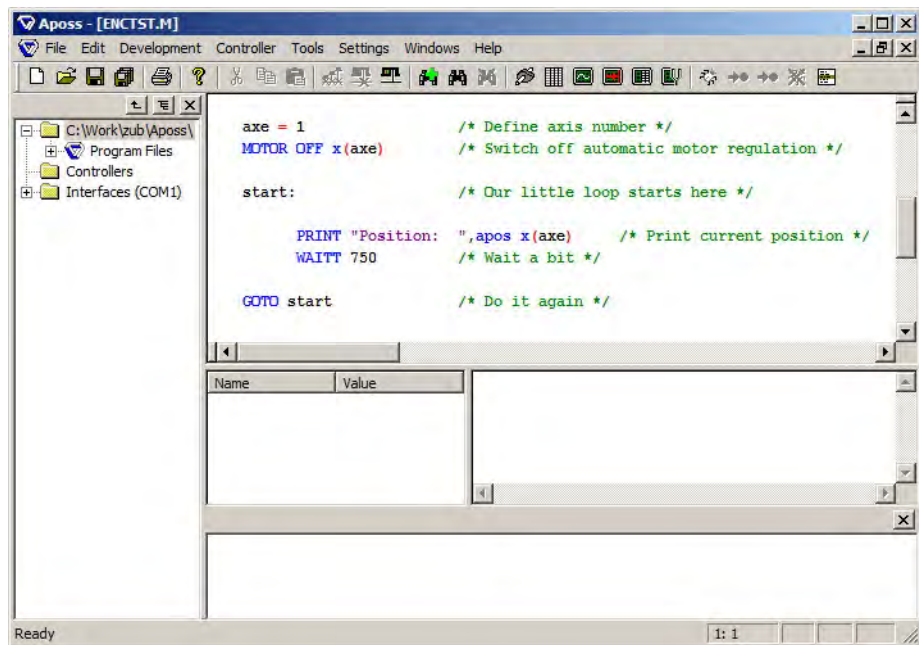 Aposs - [ENCTST.M]
File Edit Development Controller Tools Settings Windows Help
C:\Work\zub\Aposs\
Program Files
Controllers
Interfaces (COM1)
axe = 1 /* Define axis number */
MOTOR OFF x(axe) /* Switch off automatic motor regulation */
start: /* Our little loop starts here */
PRINT "Position: ",apos x(axe) /* Print current position */
WAITT 750 /* Wait a bit */
GOTO start /* Do it again */
Name Value
Ready 1: 1